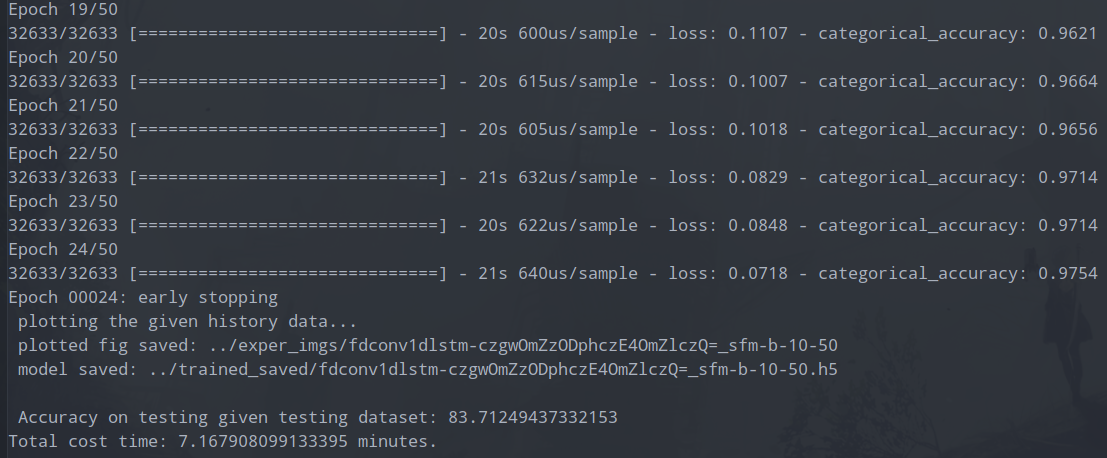 Epoch 19/50
32633/32633 [==============================] - 20s 600us/sample - loss: 0.1107 - categorical_accuracy: 0.9621
Epoch 20/50
32633/32633 [==============================] - 20s 615us/sample - loss: 0.1007 - categorical_accuracy: 0.9664
Epoch 21/50
32633/32633 [==============================] - 20s 605us/sample - loss: 0.1018 - categorical_accuracy: 0.9656
Epoch 22/50
32633/32633 [==============================] - 21s 632us/sample - loss: 0.0829 - categorical_accuracy: 0.9714
Epoch 23/50
32633/32633 [==============================] - 20s 622us/sample - loss: 0.0848 - categorical_accuracy: 0.9714
Epoch 24/50
32633/32633 [==============================] - 21s 640us/sample - loss: 0.0718 - categorical_accuracy: 0.9754
Epoch 00024: early stopping
plotting the given history data...
plotted fig saved: ../exper_imgs/fdconv1dlstm-czgwOmZzODphczE4OmZlczQ=_sfm-b-10-50
model saved: ../trained_saved/fdconv1dlstm-czgwOmZzODphczE4OmZlczQ=_sfm-b-10-50.h5
Accuracy on testing given testing dataset: 83.71249437332153
Total cost time: 7.167908099133395 minutes.